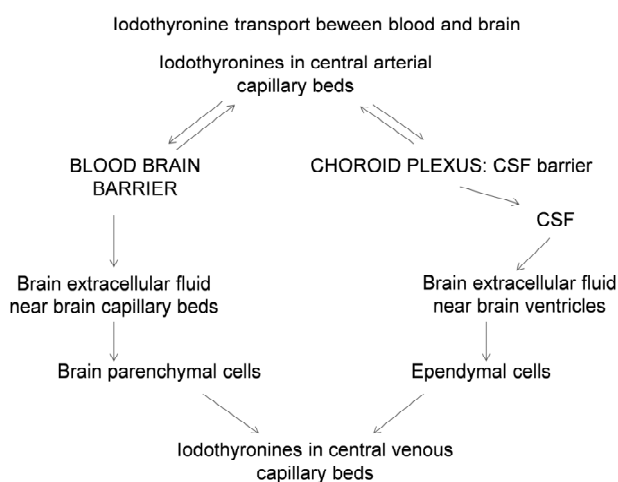 Iodothyronine transport beween blood and brain
Iodothyronines in central arterial
capillary beds
BLOOD BRAIN
BARRIER
CHOROID PLEXUS: CSF barrier
CSF
Brain extracellular fluid
near brain capillary beds
Brain extracellular fluid
near brain ventricles
Brain parenchymal cells
Ependymal cells
Iodothyronines in central venous
capillary beds